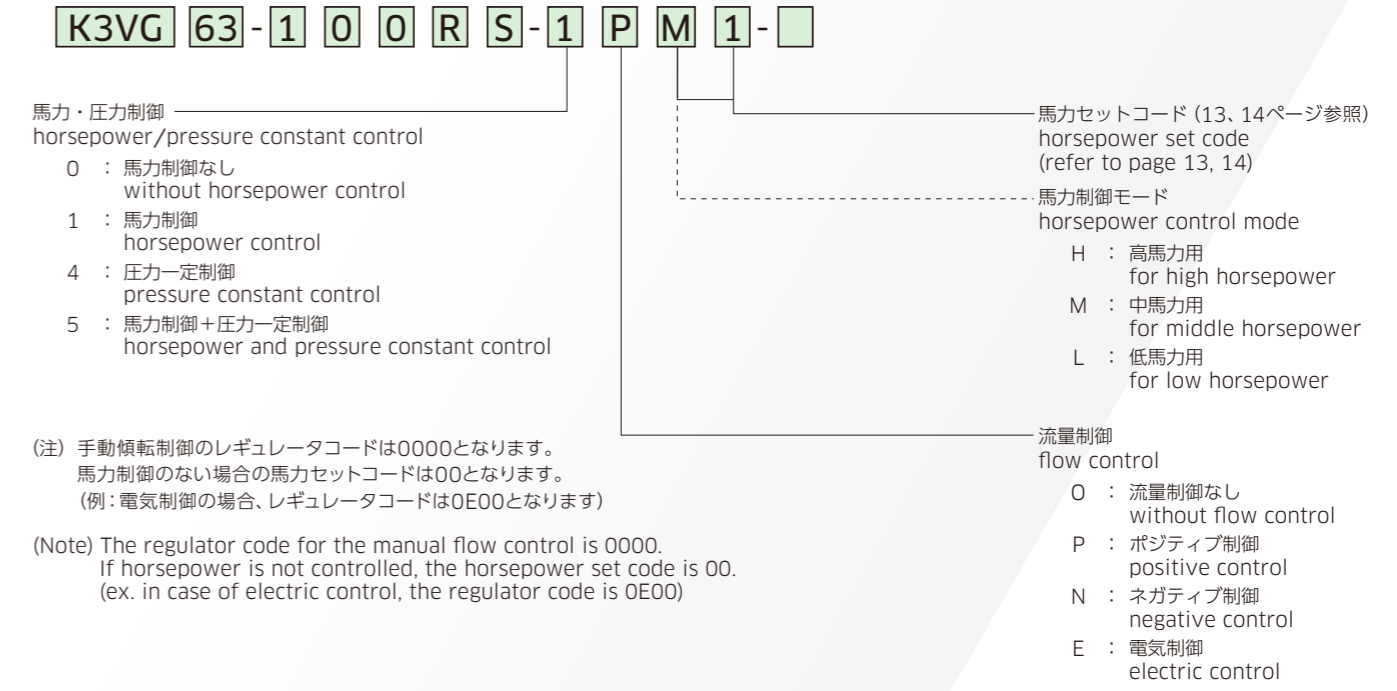 K3VG 63-1 0 0 R S-1 P M 1-
馬力・圧力制御
horsepower/pressure constant control
0 : 馬力制御なし
without horsepower control
1 : 馬力制御
horsepower control
4 : 圧力一定制御
pressure constant control
5 : 馬力制御＋圧力一定制御
horsepower and pressure constant control
(注) 手動傾転制御のレギュレータコードは0000となります。
馬力制御のない場合の馬力セットコードは00となります。
(例：電気制御の場合、レギュレータコードは0E00となります)
(Note) The regulator code for the manual flow control is 0000.
If horsepower is not controlled, the horsepower set code is 00.
(ex. in case of electric control, the regulator code is 0E00)
馬力セットコード (13、14ページ参照)
horsepower set code
(refer to page 13, 14)
馬力制御モード
horsepower control mode
H : 高馬力用
for high horsepower
M : 中馬力用
for middle horsepower
L : 低馬力用
for low horsepower
流量制御
flow control
0 : 流量制御なし
without flow control
P : ポジティブ制御
positive control
N : ネガティブ制御
negative control
E : 電気制御
electric control